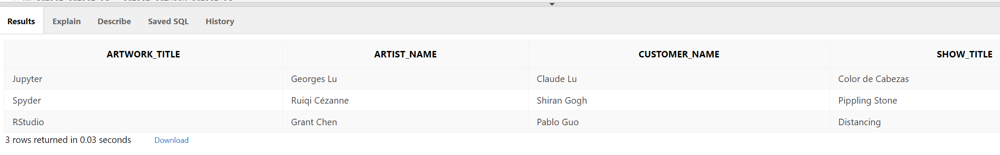 Results Explain Describe Saved SQL History
ARTWORK_TITLE ARTIST_NAME CUSTOMER_NAME SHOW_TITLE
Jupyter Georges Lu Claude Lu Color de Cabezas
Spyder Ruiqi Cézanne Shiran Gogh Pippling Stone
RStudio Grant Chen Pablo Guo Distancing
3 rows returned in 0.03 seconds Download